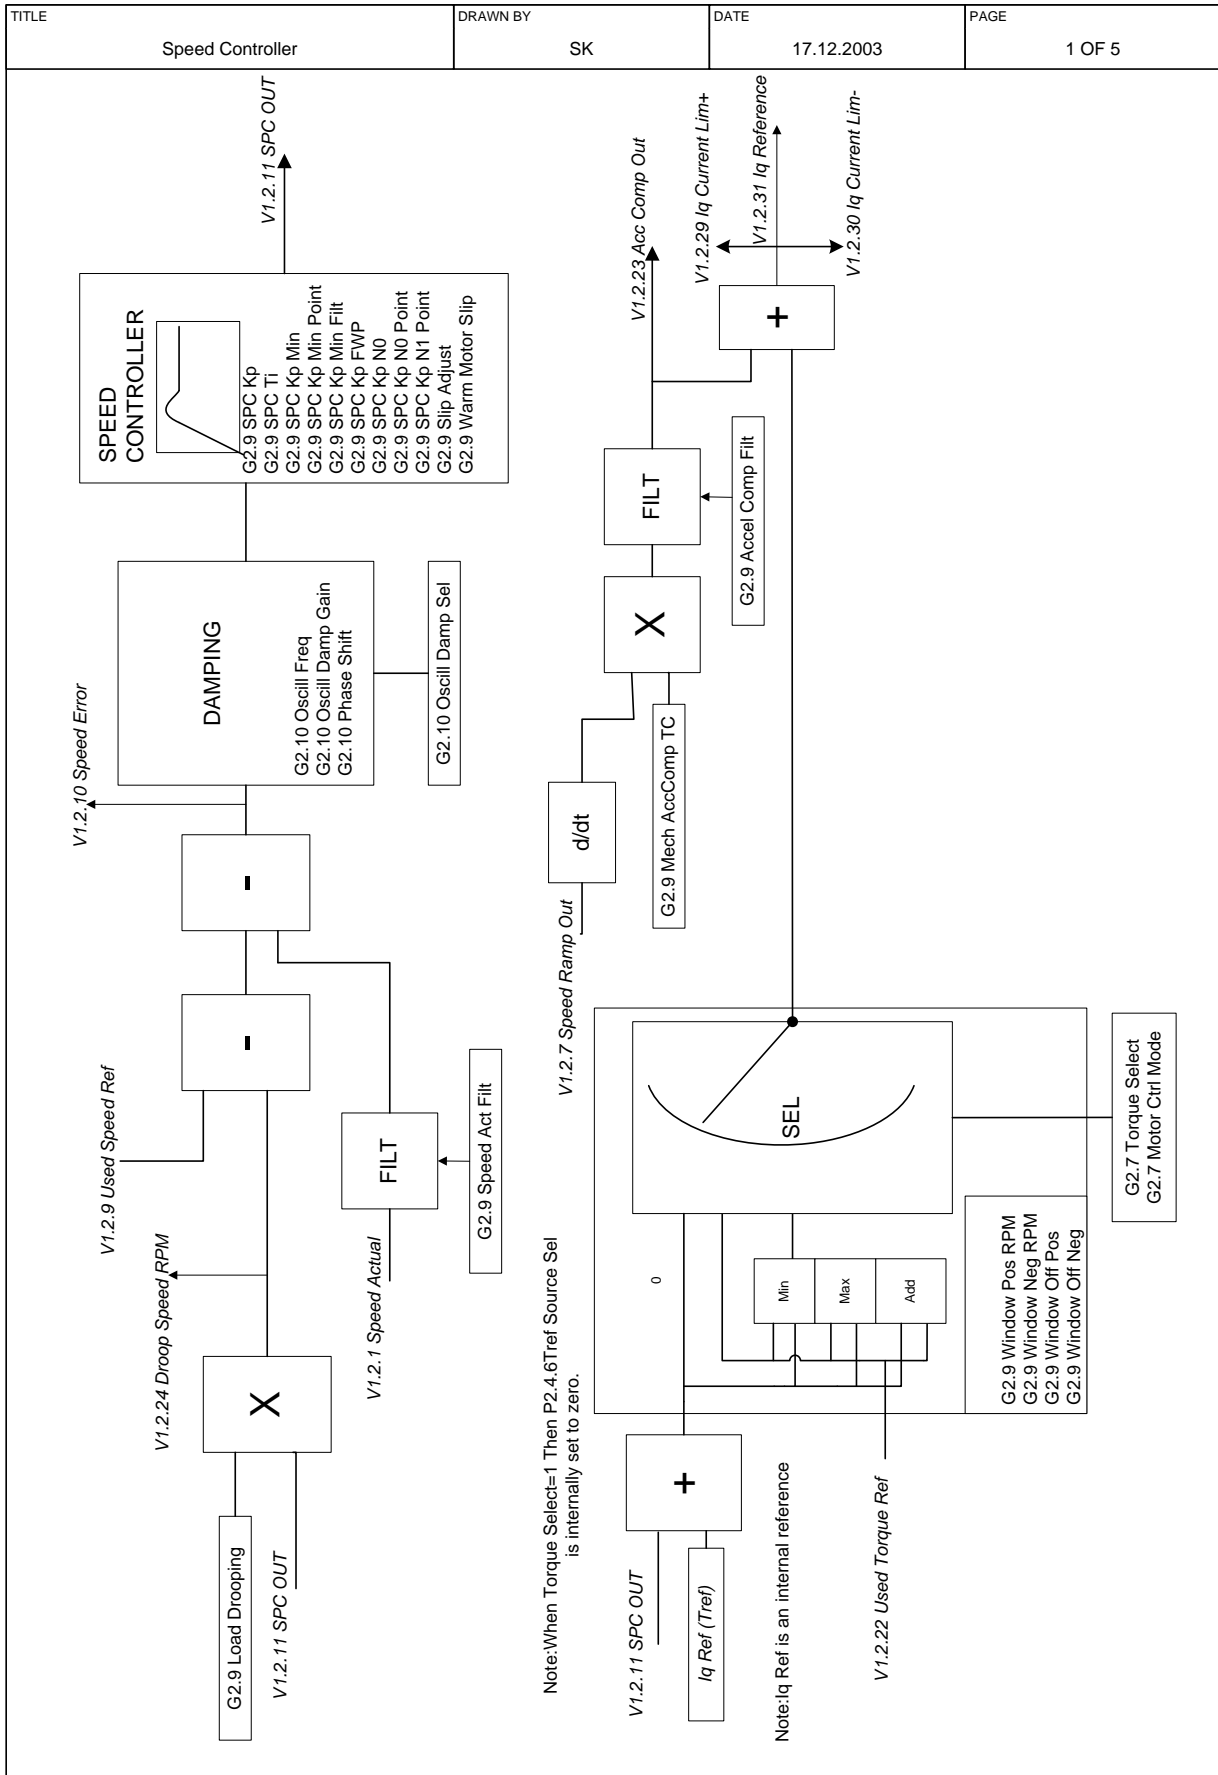 TITLE
Speed Controller
DRAWN BY
SK
DATE
17.12.2003
PAGE
1 OF 5
G2.9 Load Drooping
V1.2.11 SPC OUT
X
V1.2.24 Droop Speed RPM
V1.2.9 Used Speed Ref
-
V1.2.1 Speed Actual
FILT
G2.9 Speed Act Filt
-
V1.2.10 Speed Error
DAMPING
G2.10 Oscill Freq
G2.10 Oscill Damp Gain
G2.10 Phase Shift
G2.10 Oscill Damp Sel
SPEED
CONTROLLER
G2.9 SPC Kp
G2.9 SPC Ti
G2.9 SPC Kp Min
G2.9 SPC Kp Min Point
G2.9 SPC Kp Min Filt
G2.9 SPC Kp FWP
G2.9 SPC Kp N0
G2.9 SPC Kp N0 Point
G2.9 SPC Kp N1 Point
G2.9 Slip Adjust
G2.9 Warm Motor Slip
V1.2.11 SPC OUT
Note:When Torque Select=1 Then P2.4.6Tref Source Sel
is internally set to zero.
V1.2.11 SPC OUT
Iq Ref (Tref)
+
Note:Iq Ref is an internal reference
V1.2.22 Used Torque Ref
0
Min
Max
Add
SEL
G2.9 Window Pos RPM
G2.9 Window Neg RPM
G2.9 Window Off Pos
G2.9 Window Off Neg
G2.7 Torque Select
G2.7 Motor Ctrl Mode
V1.2.7 Speed Ramp Out
d/dt
G2.9 Mech AccComp TC
X
FILT
G2.9 Accel Comp Filt
V1.2.23 Acc Comp Out
+
V1.2.29 Iq Current Lim+
V1.2.31 Iq Reference
V1.2.30 Iq Current Lim-